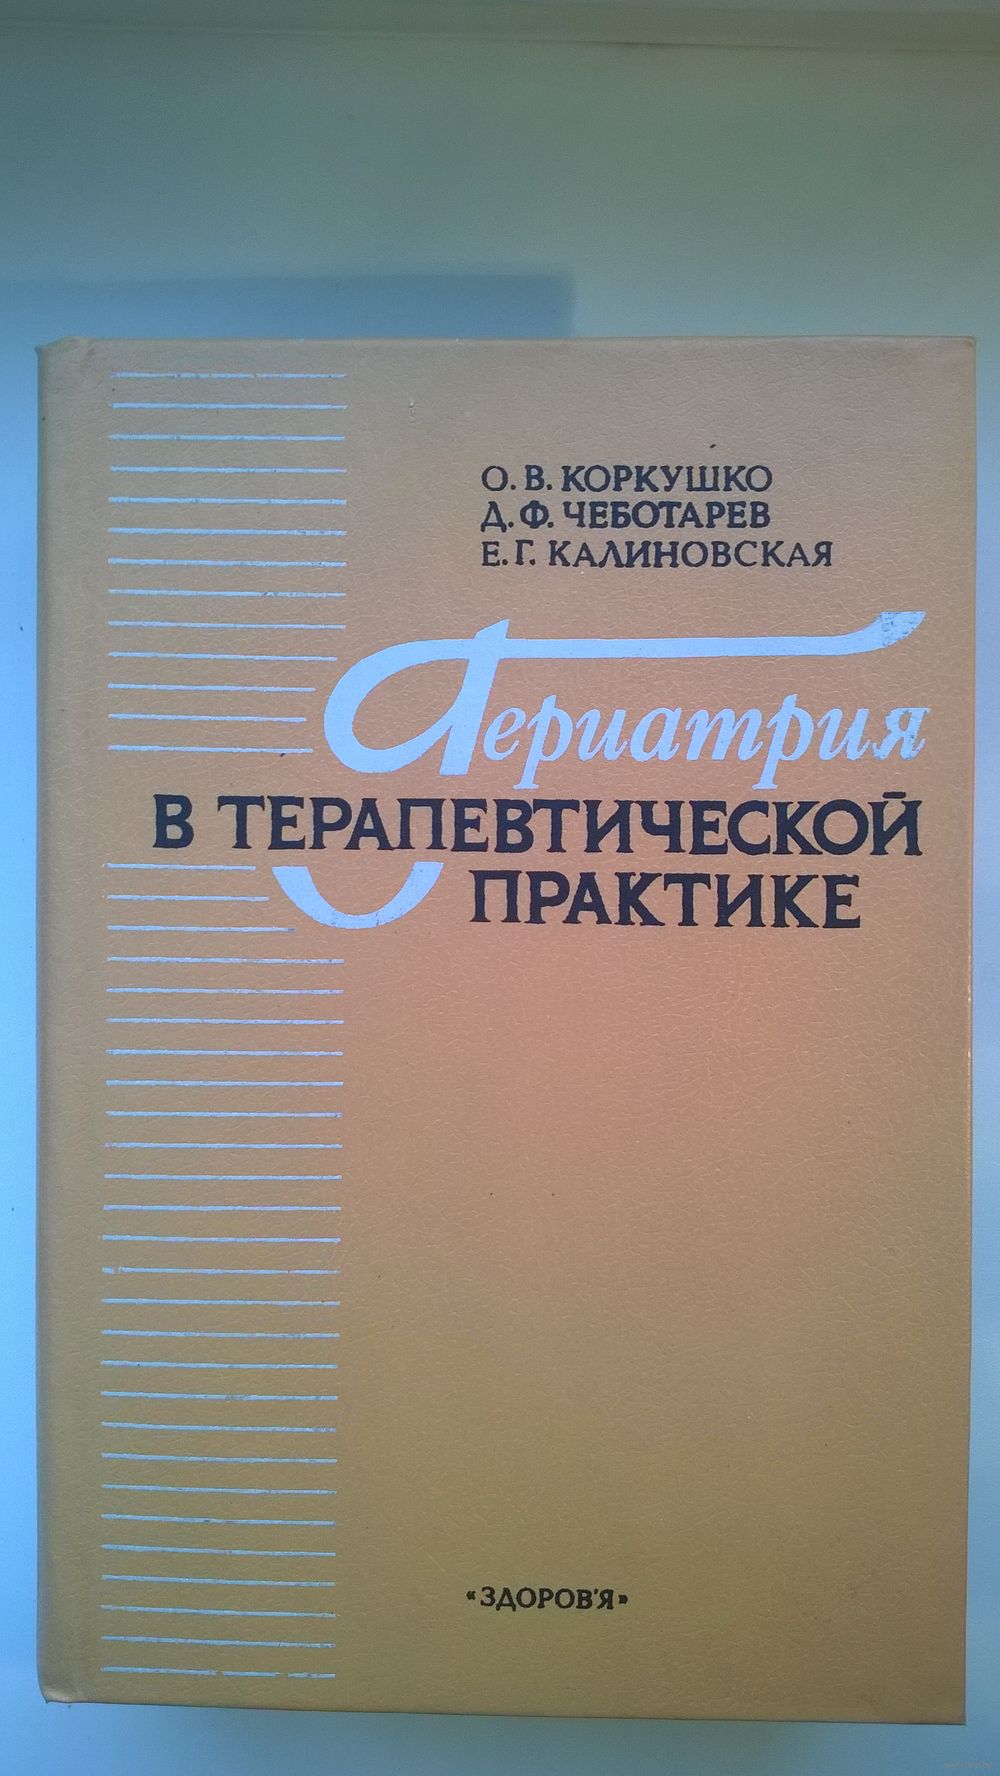 О. В. КОРКУШКО
Д. Ф. ЧЕБОТАРЕВ
Е. Г. КАЛИНОВСКАЯ
Гериатрия
В ТЕРАПЕВТИЧЕСКОЙ
ПРАКТИКЕ
«ЗДОРОВ'Я»